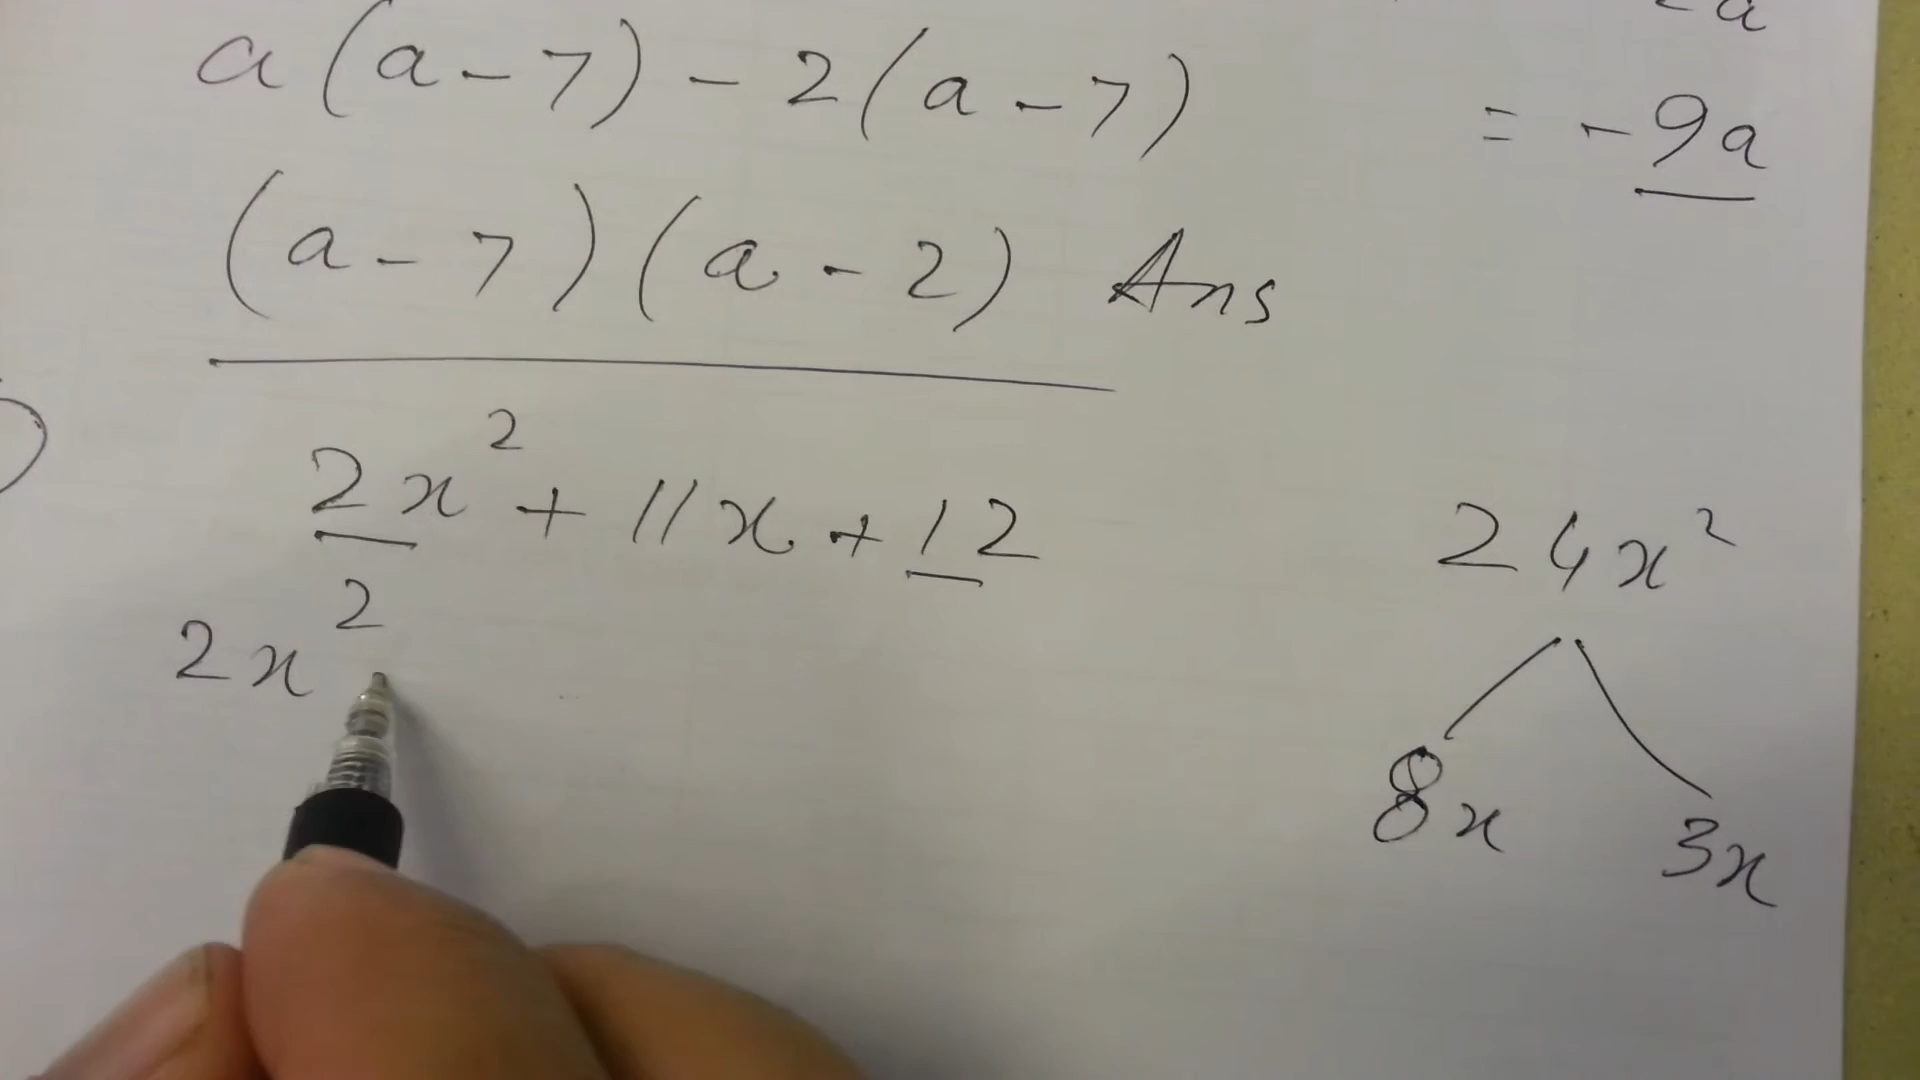 a(a-7)-2(a-7)
= -9a
(a-7)(a-2) Ans
2x² + 11x + 12
24x²
2x²
8x 3x